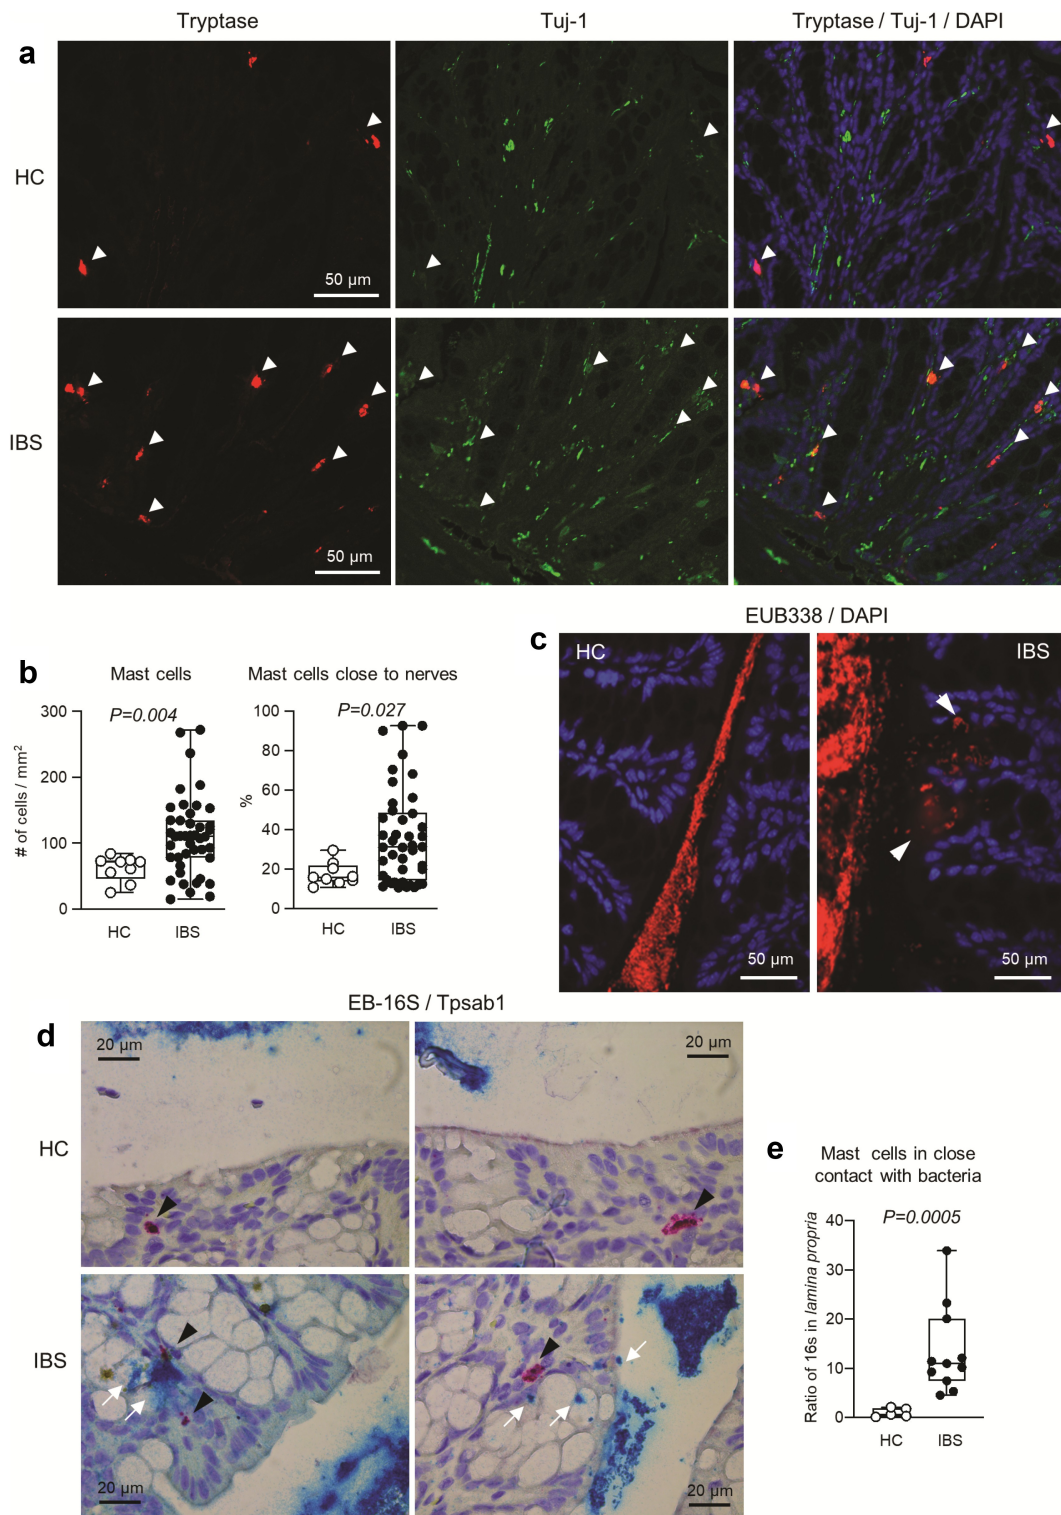 Tryptase
Tuj-1
Tryptase / Tuj-1 / DAPI
a
HC
50 µm
IBS
50 µm
EUB338 / DAPI
b
Mast cells
Mast cells close to nerves
c
HC
IBS
P=0.004
P=0.027
# of cells / mm²
300
200
100
0
HC
IBS
%
100
80
60
40
20
0
HC
IBS
50 µm
50 µm
EB-16S / Tpsab1
d
20 µm
20 µm
HC
IBS
20 µm
20 µm
e
Mast cells in close
contact with bacteria
P=0.0005
Ratio of 16s in lamina propria
40
30
20
10
0
HC
IBS